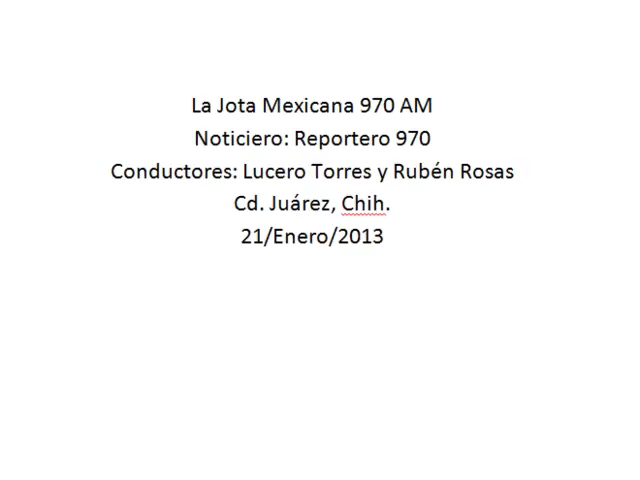 La Jota Mexicana 970 AM
Noticiero: Reportero 970
Conductores: Lucero Torres y Rubén Rosas
Cd. Juárez, Chih.
21/Enero/2013